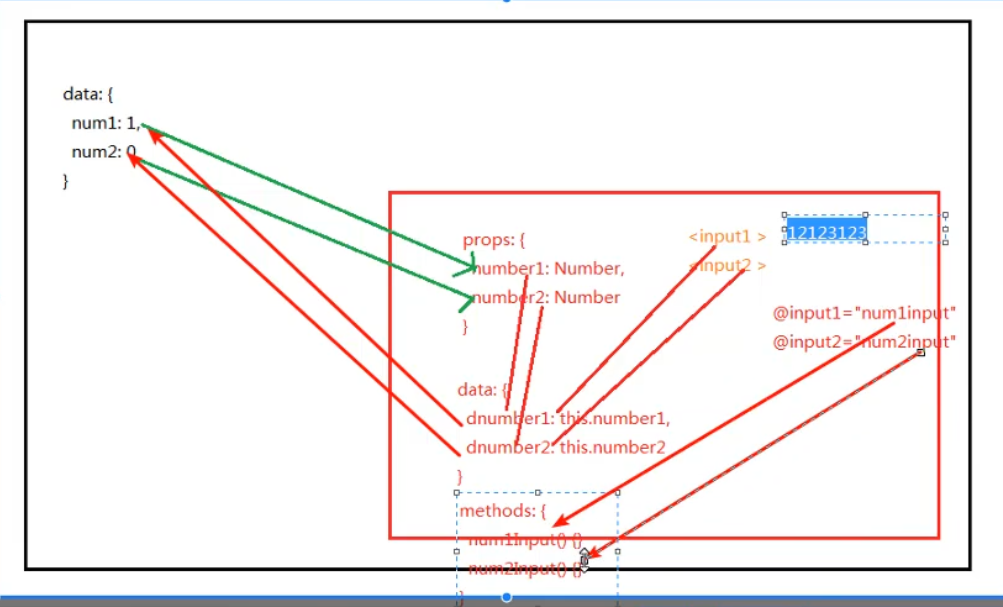 data: {
num1: 1,
num2: 0
}
props: {
number1: Number,
number2: Number
}
<input1 >
<input2 >
12123123
@input1="num1input"
@input2="num2input"
data: {
dnumber1: this.number1,
dnumber2: this.number2
}
methods: {
num1Input() {}
num2Input() {}
}